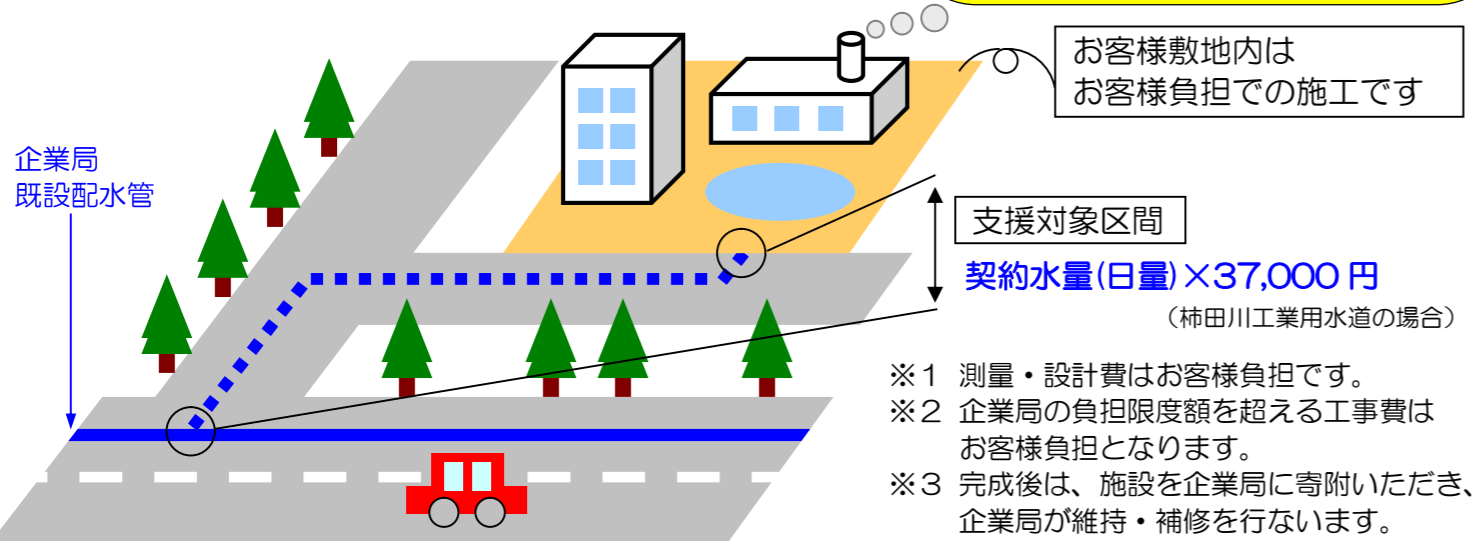 お客様敷地内は
お客様負担での施工です
企業局
既設配水管
支援対象区間
契約水量(日量)×37,000 円
（柿田川工業用水道の場合）
※1 測量・設計費はお客様負担です。
※2 企業局の負担限度額を超える工事費は
お客様負担となります。
※3 完成後は、施設を企業局に寄附いただき、
企業局が維持・補修を行ないます。